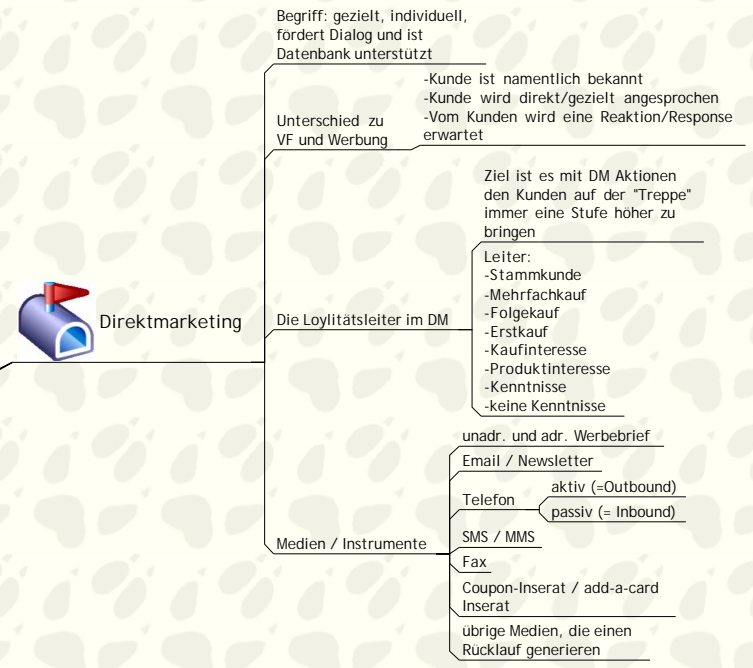 Direktmarketing
Begriff: gezielt, individuell,
fördert Dialog und ist
Datenbank unterstützt
Unterschied zu
VF und Werbung
-Kunde ist namentlich bekannt
-Kunde wird direkt/gezielt angesprochen
-Vom Kunden wird eine Reaktion/Response
erwartet
Die Loylitätsleiter im DM
Ziel ist es mit DM Aktionen
den Kunden auf der "Treppe"
immer eine Stufe höher zu
bringen
Leiter:
-Stammkunde
-Mehrfachkauf
-Folgekauf
-Erstkauf
-Kaufinteresse
-Produktinteresse
-Kenntnisse
-keine Kenntnisse
Medien / Instrumente
unadr. und adr. Werbebrief
Email / Newsletter
Telefon
aktiv (=Outbound)
passiv (= Inbound)
SMS / MMS
Fax
Coupon-Inserat / add-a-card
Inserat
übrige Medien, die einen
Rücklauf generieren